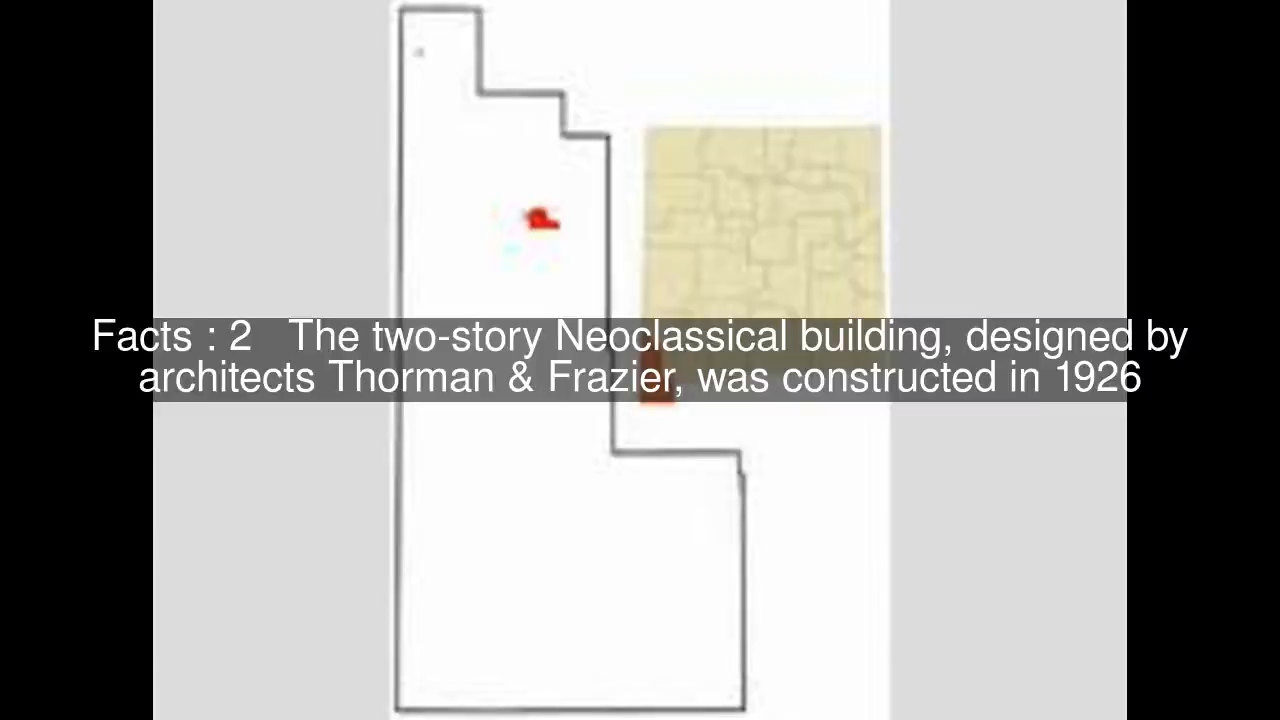 Facts : 2   The two-story Neoclassical building, designed by
architects Thorman & Frazier, was constructed in 1926